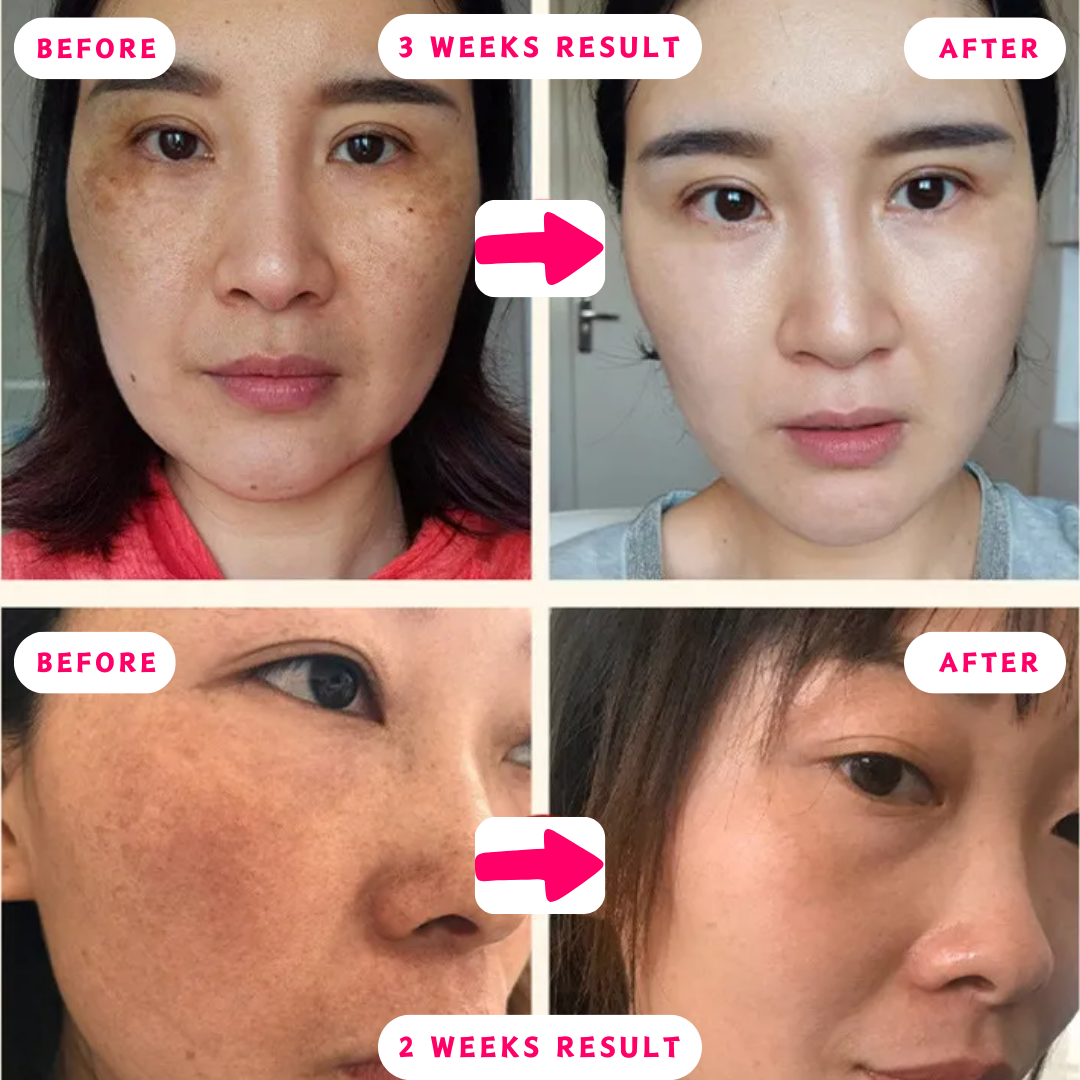 BEFORE
3 WEEKS RESULT
AFTER
BEFORE
AFTER
2 WEEKS RESULT